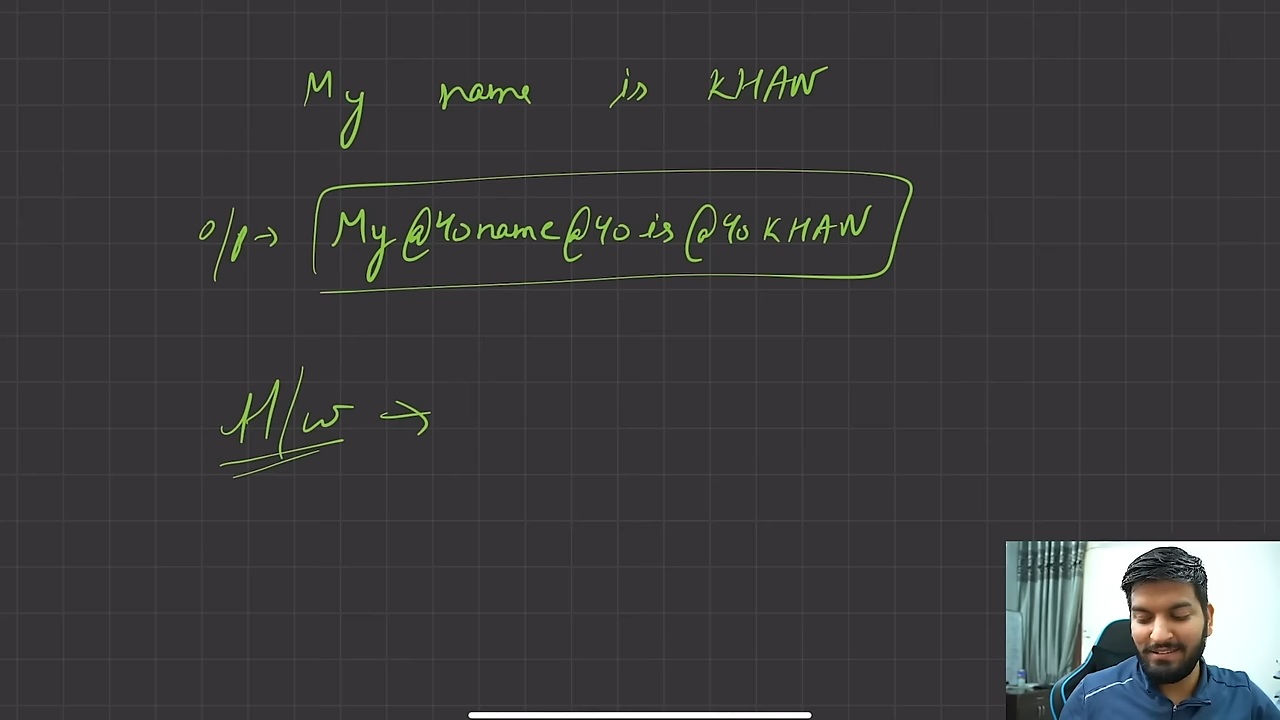 My name is KHAN
o/p → My@40name@40is@40KHAN
H/w →